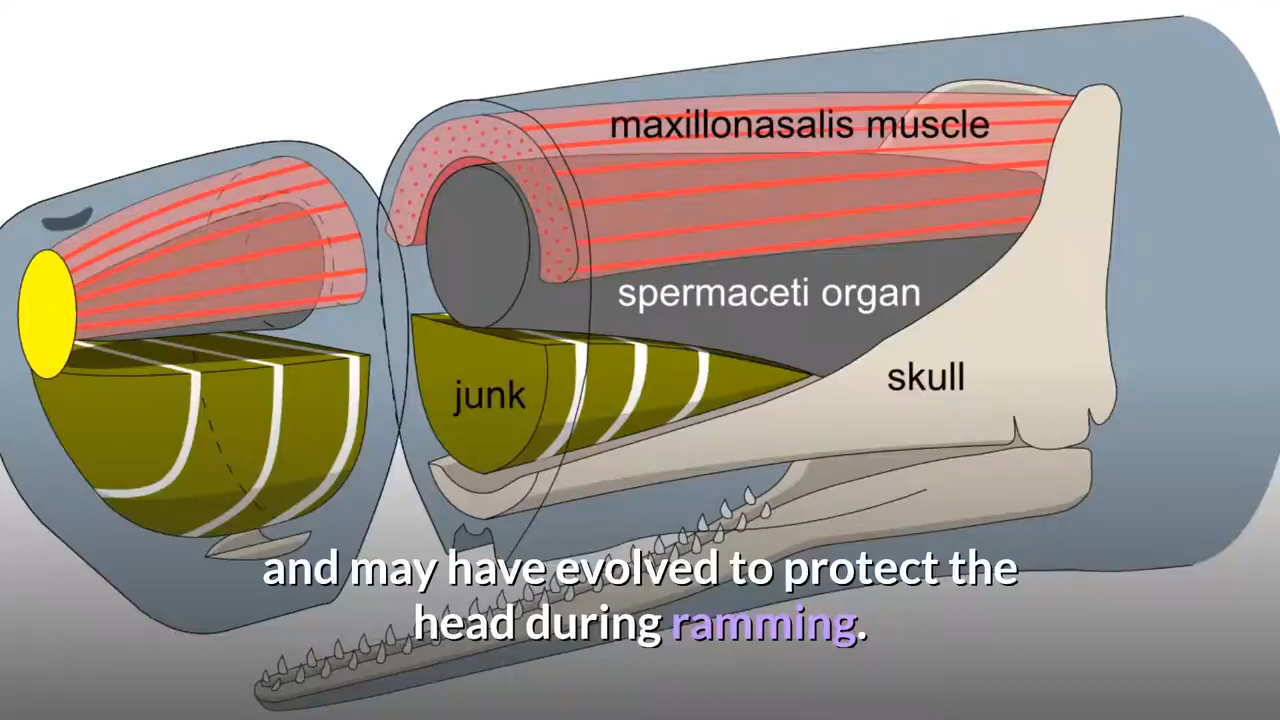 maxillonasalis muscle
spermaceti organ
skull
junk
and may have evolved to protect the
head during ramming.